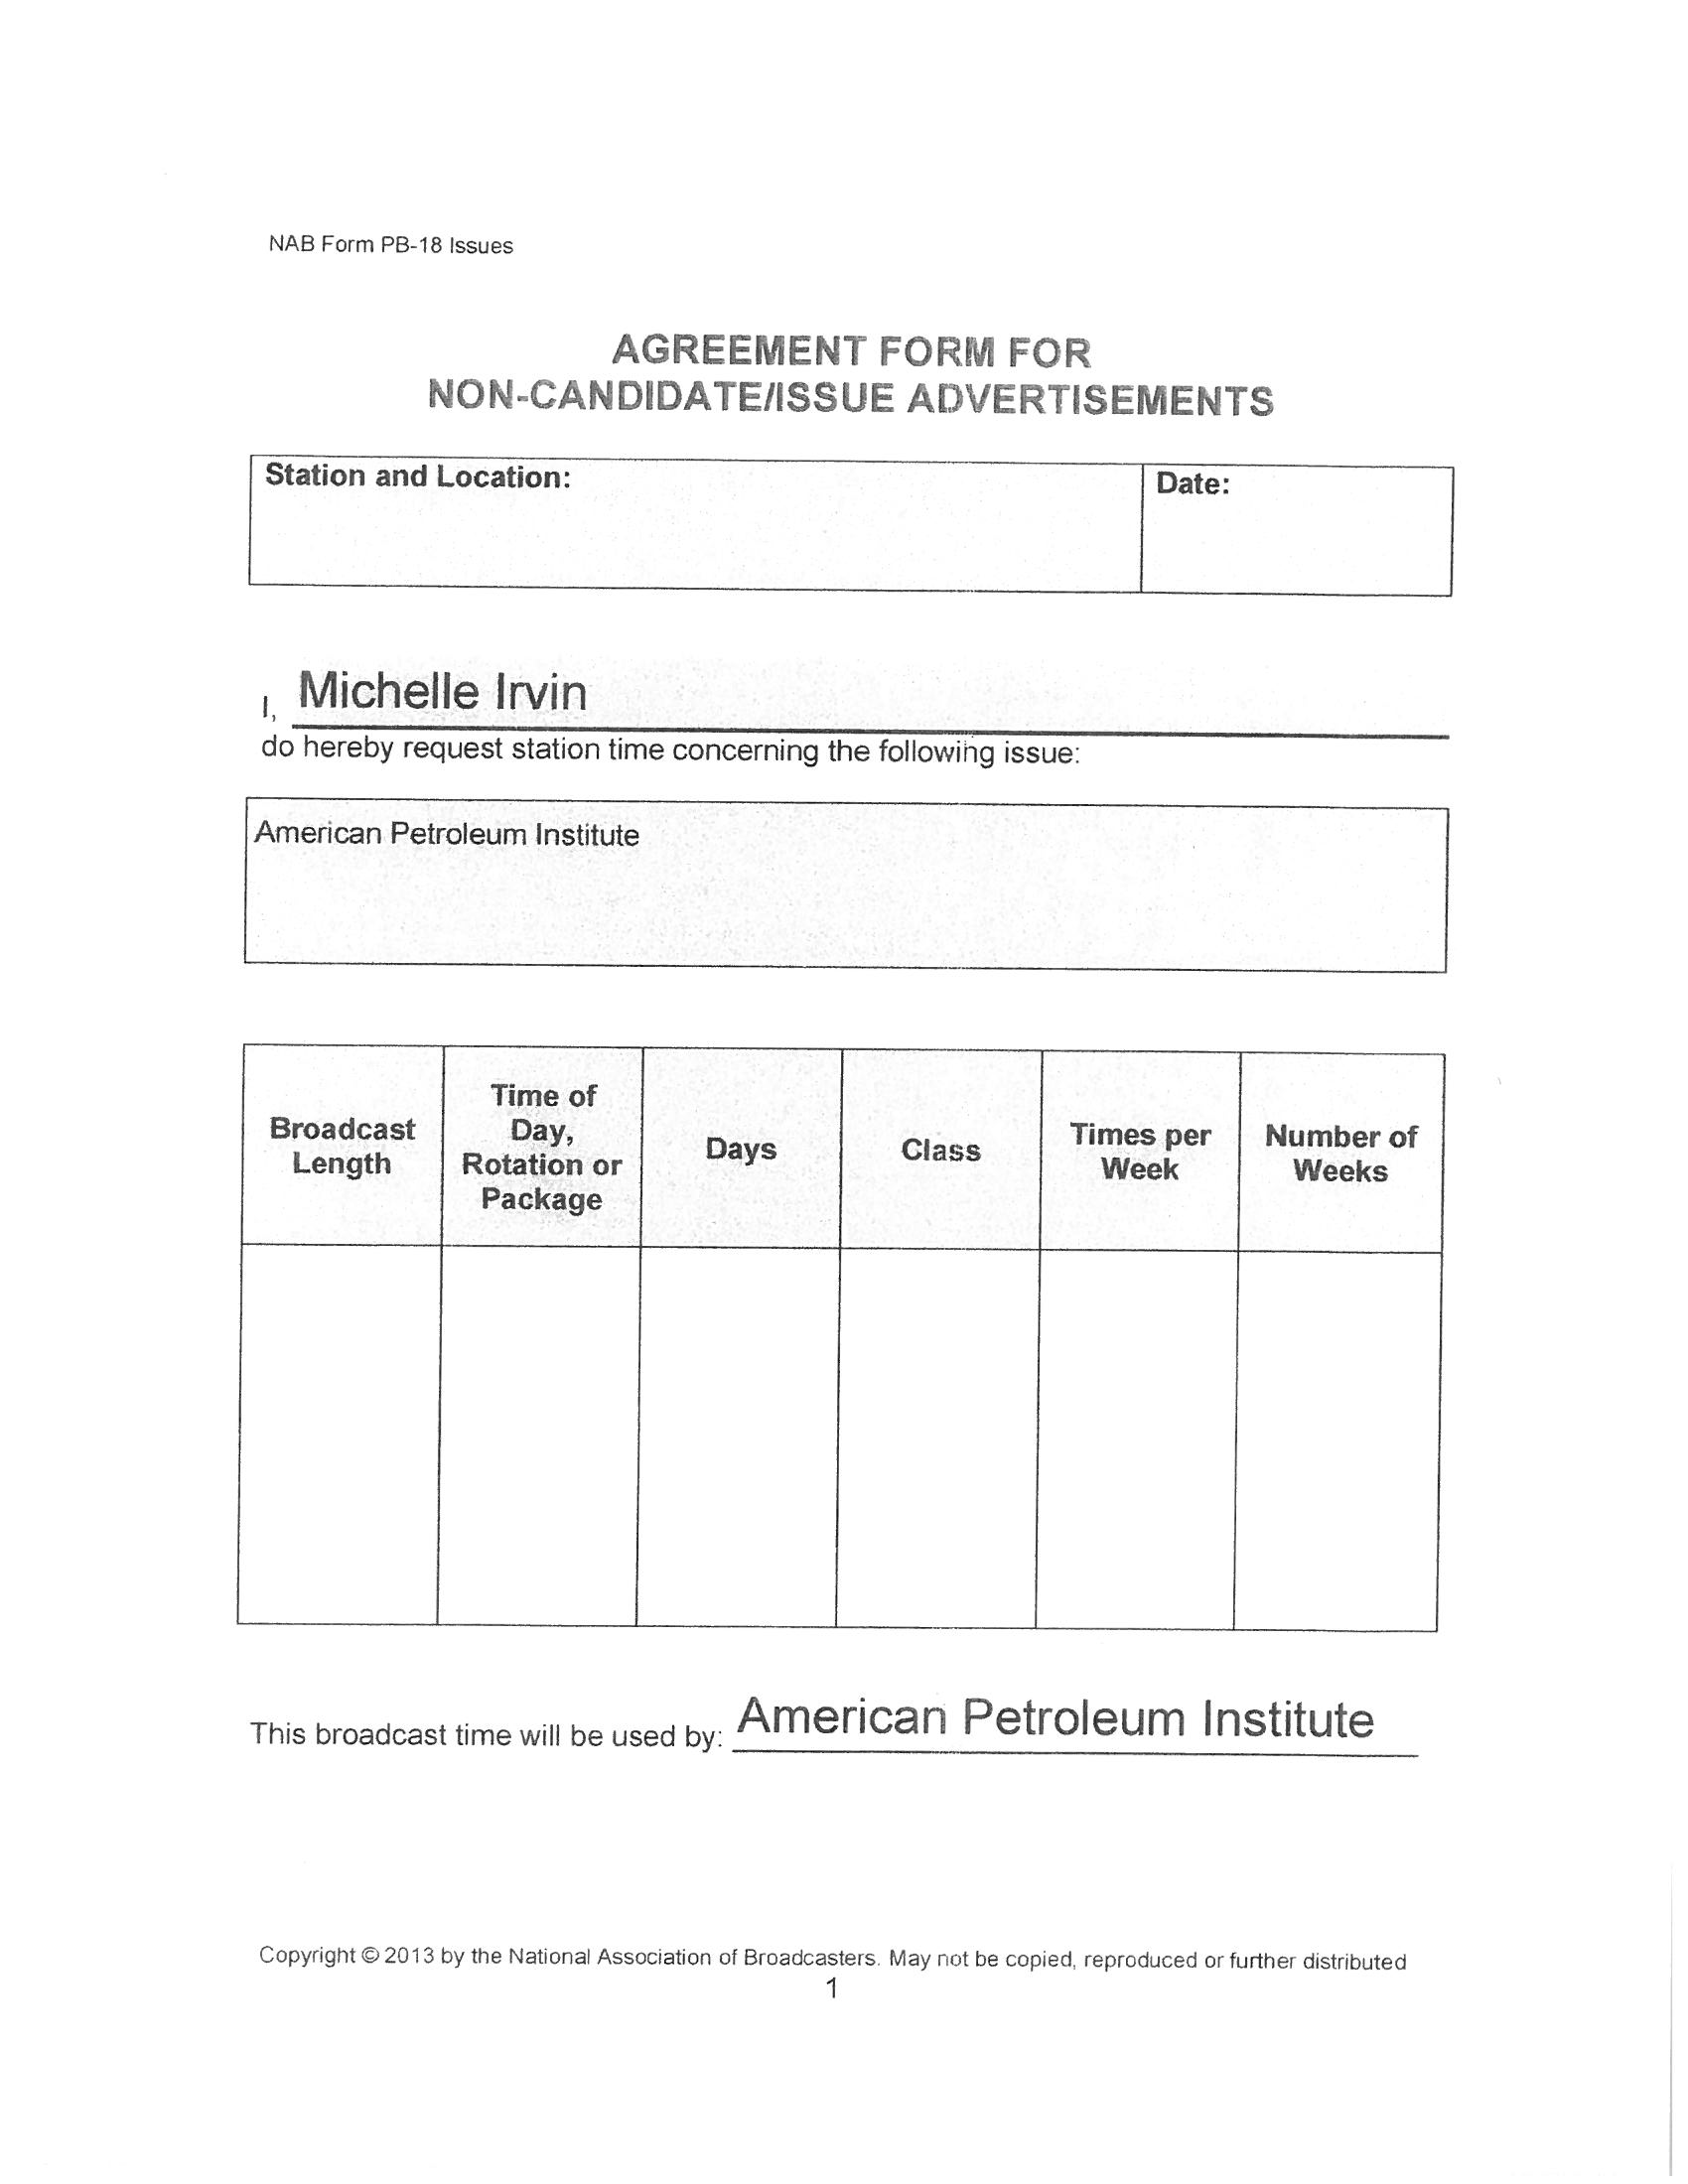 NAB Form PB-18 Issues
AGREEMENT FORM FOR
NON-CANDIDATE/ISSUE ADVERTISEMENTS
Station and Location:
Date:
I, Michelle Irvin
do hereby request station time concerning the following issue:
American Petroleum Institute
Broadcast
Length
Time of
Day,
Rotation or
Package
Days
Class
Times per
Week
Number of
Weeks
This broadcast time will be used by: American Petroleum Institute
Copyright © 2013 by the National Association of Broadcasters. May not be copied, reproduced or further distributed
1